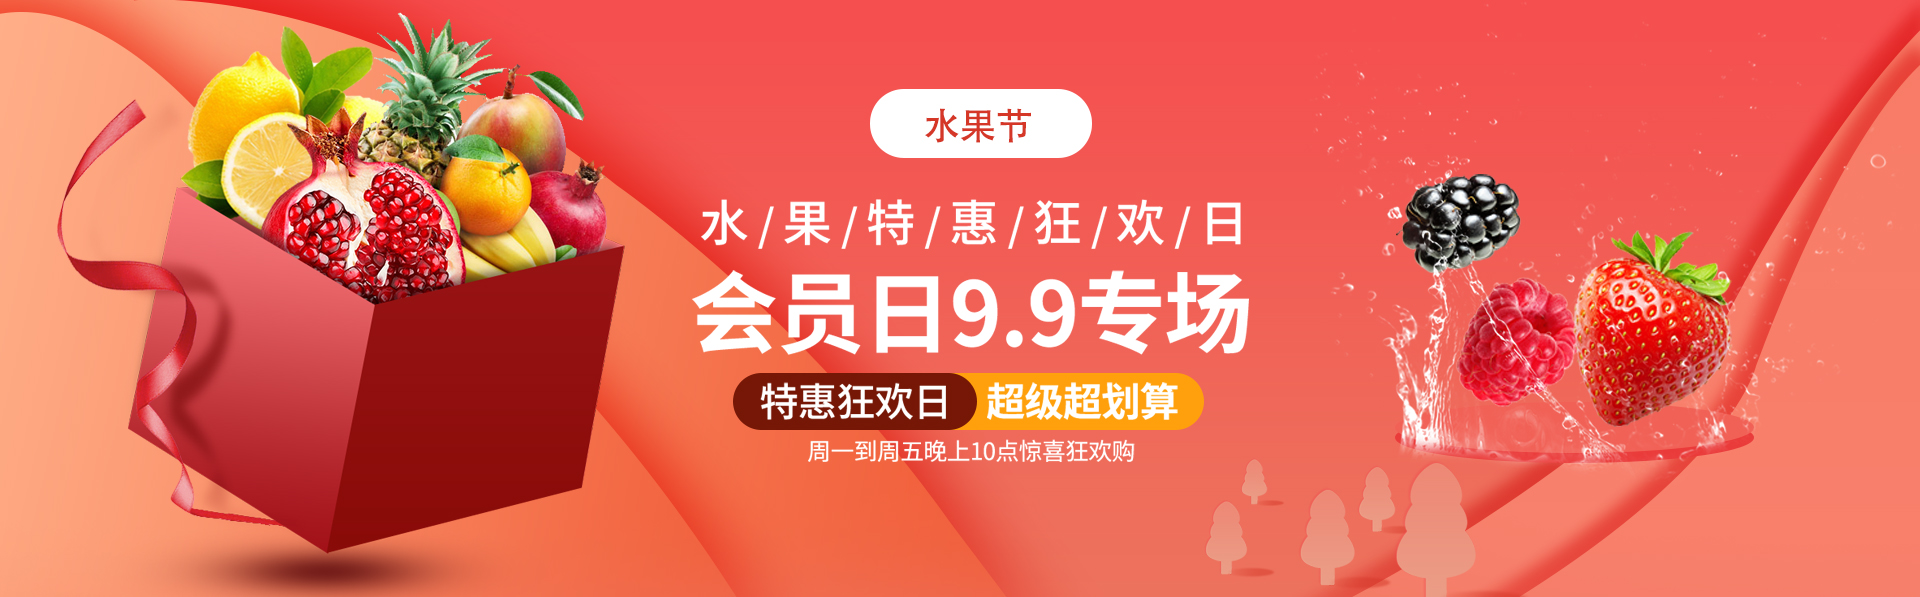 水果节
水/果/特/惠/狂/欢/日
会员日9.9专场
特惠狂欢日 超级超划算
周一到周五晚上10点惊喜狂欢购